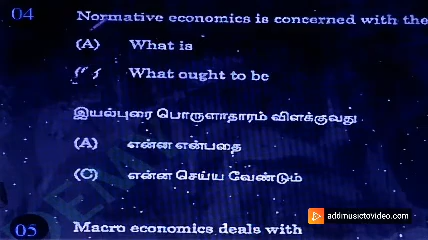 04 Normative economics is concerned with the
(A) What is
What ought to be
இயல்புரை பொருளாதாரம் விளக்குவது
(A) என்ன என்பதை
(C) என்ன செய்ய வேண்டும்
addmusictovideo.com
05 Macro economics deals with